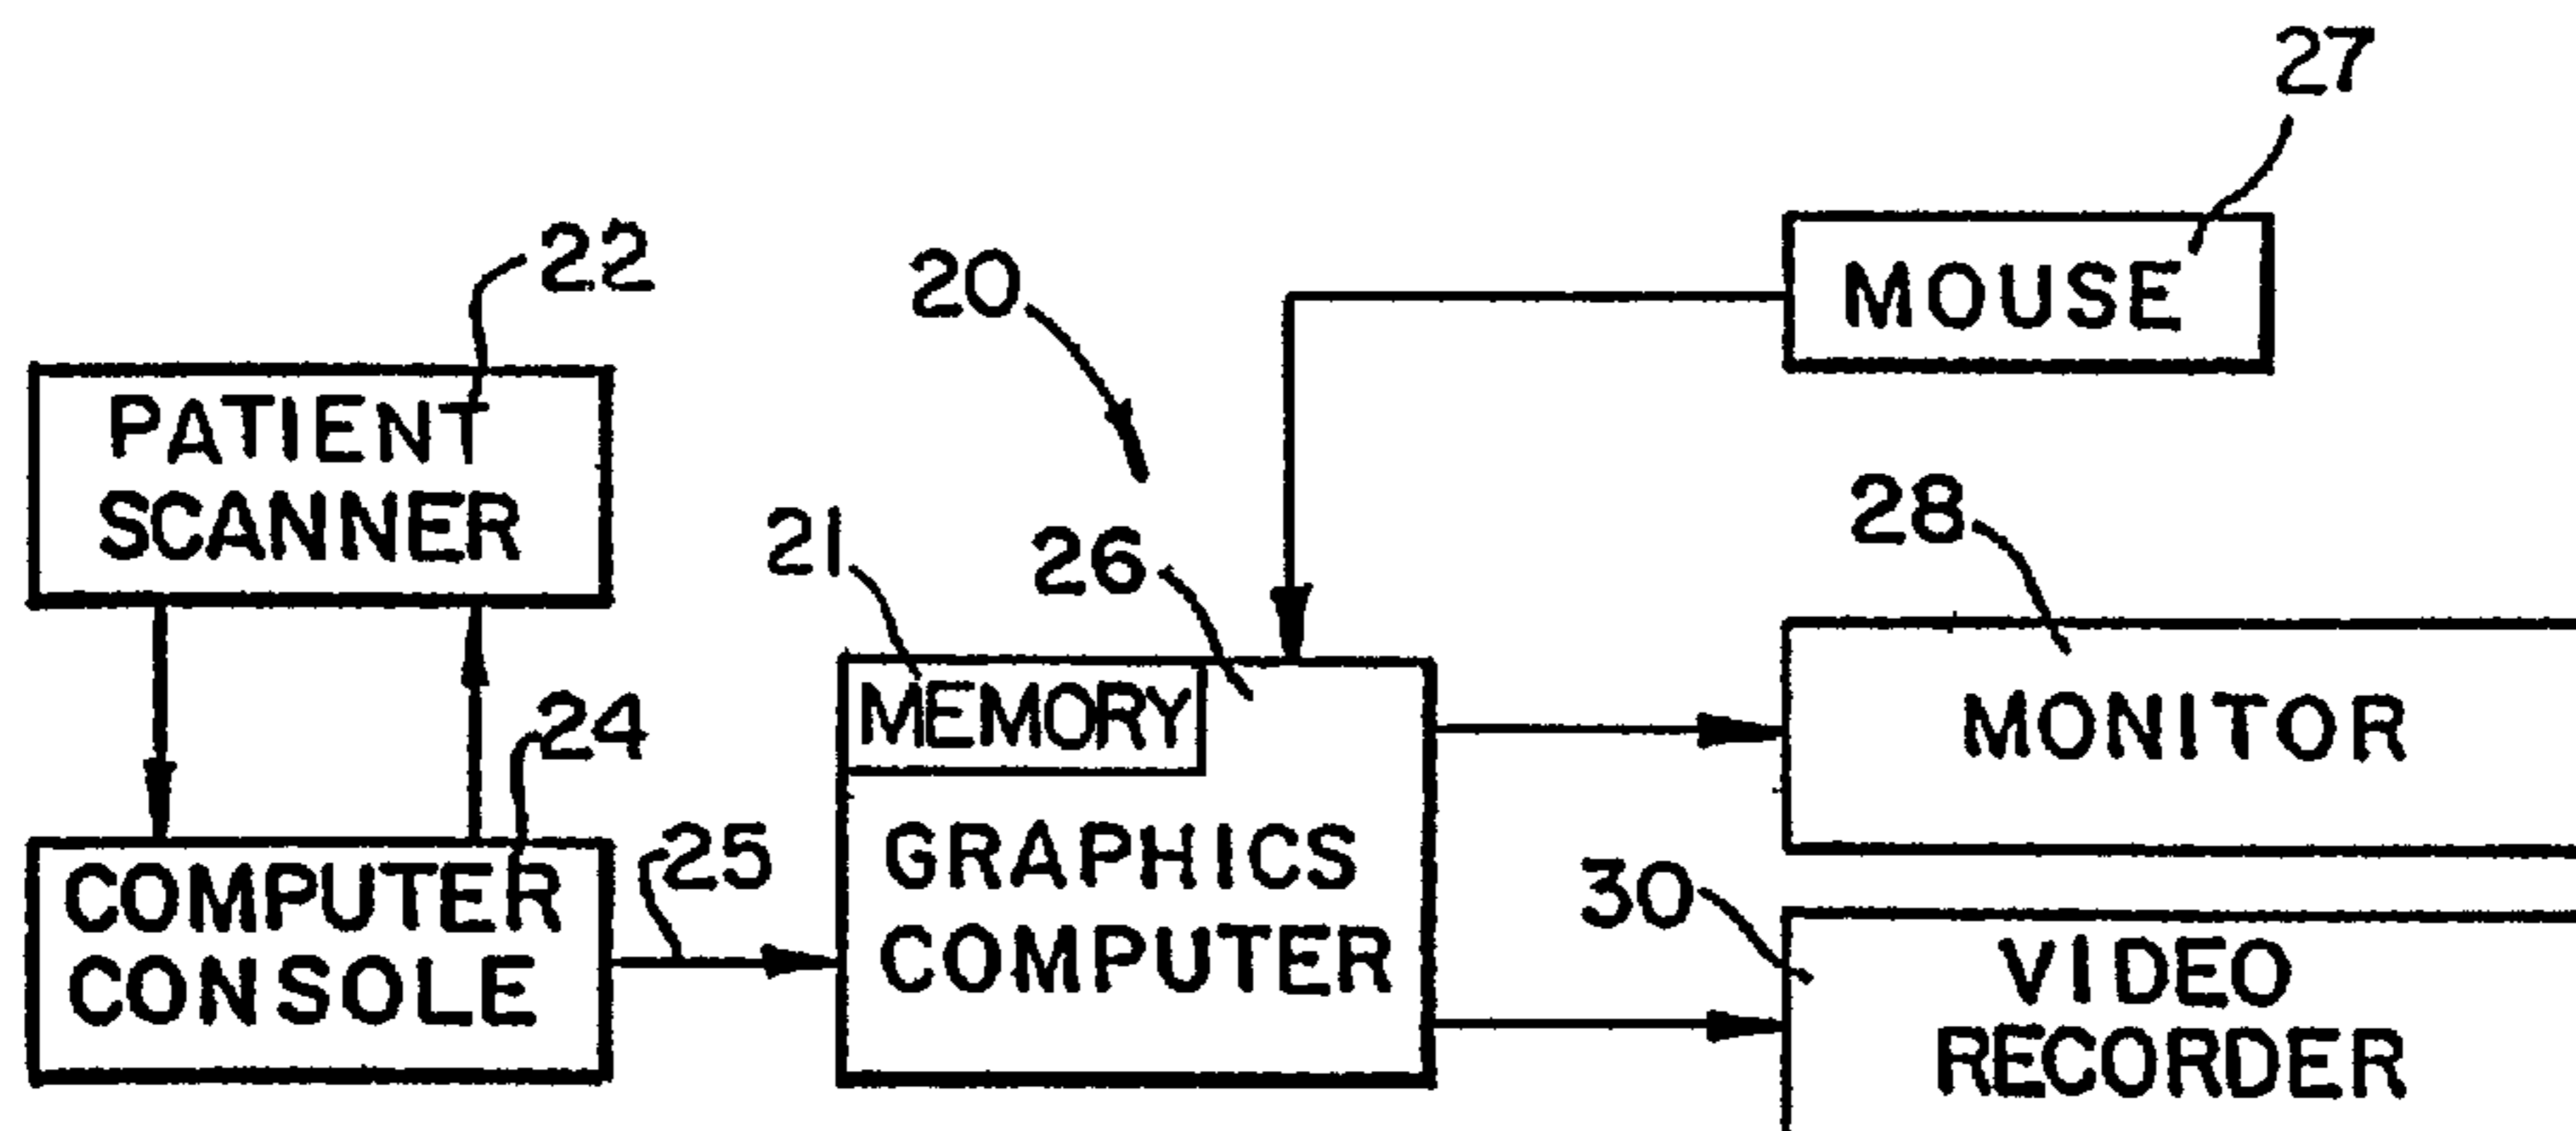 27
22
20
MOUSE
PATIENT
SCANNER
28
21
26
24
MEMORY
MONITOR
25
GRAPHICS
COMPUTER
COMPUTER
CONSOLE
30
VIDEO
RECORDER